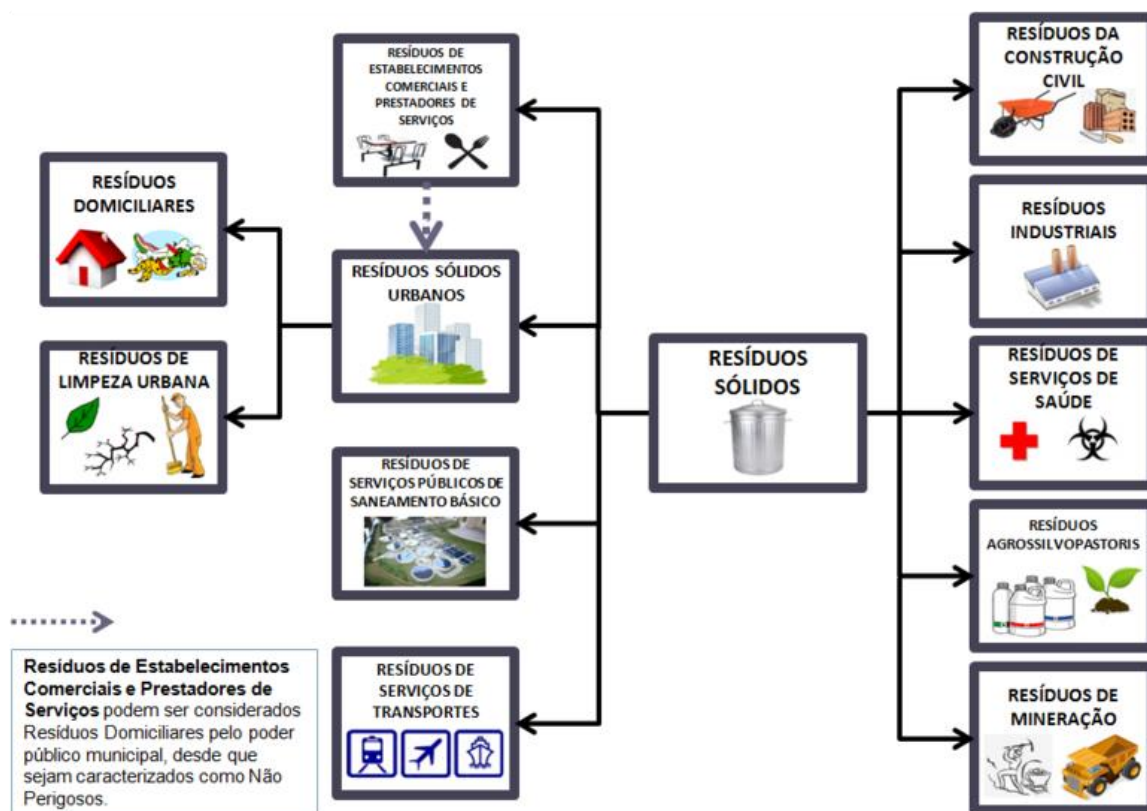 RESÍDUOS DE
ESTABELECIMENTOS
COMERCIAIS E
PRESTADORES DE
SERVIÇOS
RESÍDUOS
DOMICILIARES
RESÍDUOS SÓLIDOS
URBANOS
RESÍDUOS DE
LIMPEZA URBANA
RESÍDUOS DE
SERVIÇOS PÚBLICOS DE
SANEAMENTO BÁSICO
RESÍDUOS DE
SERVIÇOS DE
TRANSPORTES
RESÍDUOS
SÓLIDOS
RESÍDUOS DA
CONSTRUÇÃO
CIVIL
RESÍDUOS
INDUSTRIAIS
RESÍDUOS DE
SERVIÇOS DE
SAÚDE
RESÍDUOS
AGROSSILVOPASTORIS
RESÍDUOS DE
MINERAÇÃO
Resíduos de Estabelecimentos
Comerciais e Prestadores de
Serviços podem ser considerados
Resíduos Domiciliares pelo poder
público municipal, desde que
sejam caracterizados como Não
Perigosos.